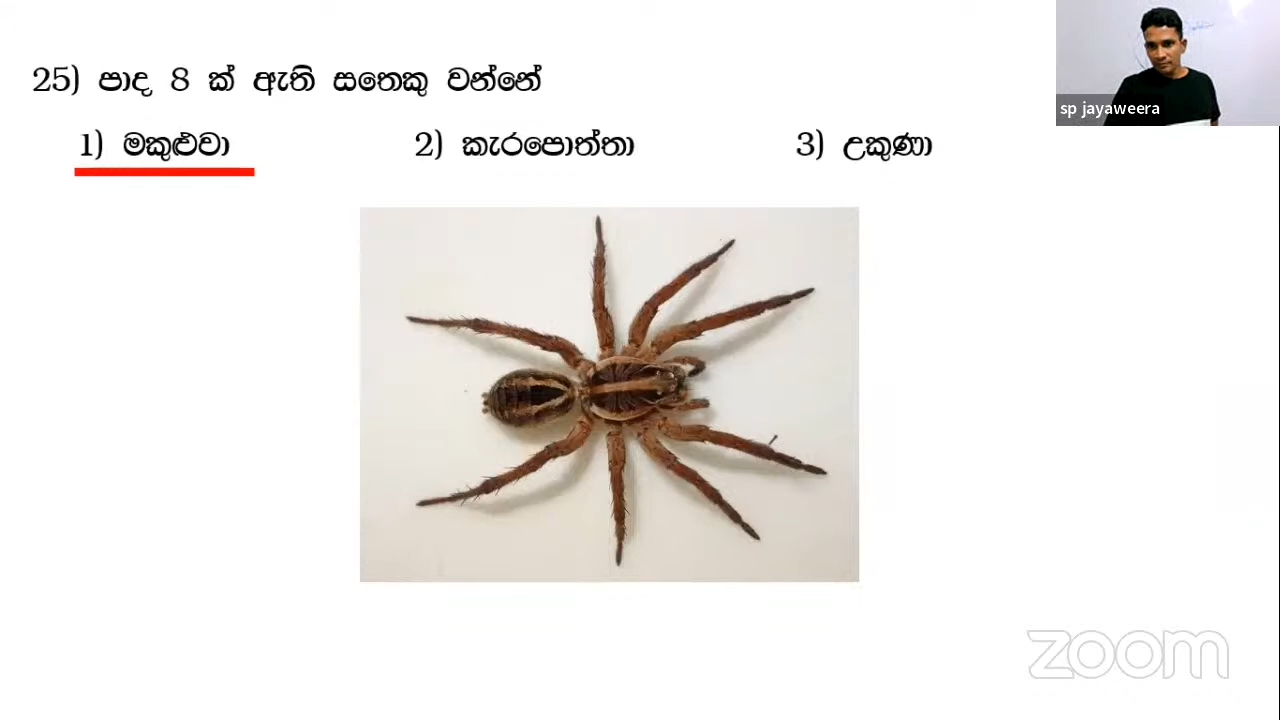 25) පාද 8 ක් ඇති සතෙකු වන්නේ
1) මකුළුවා 2) කැරපොත්තා 3) උකුණා
sp jayaweera
zoom